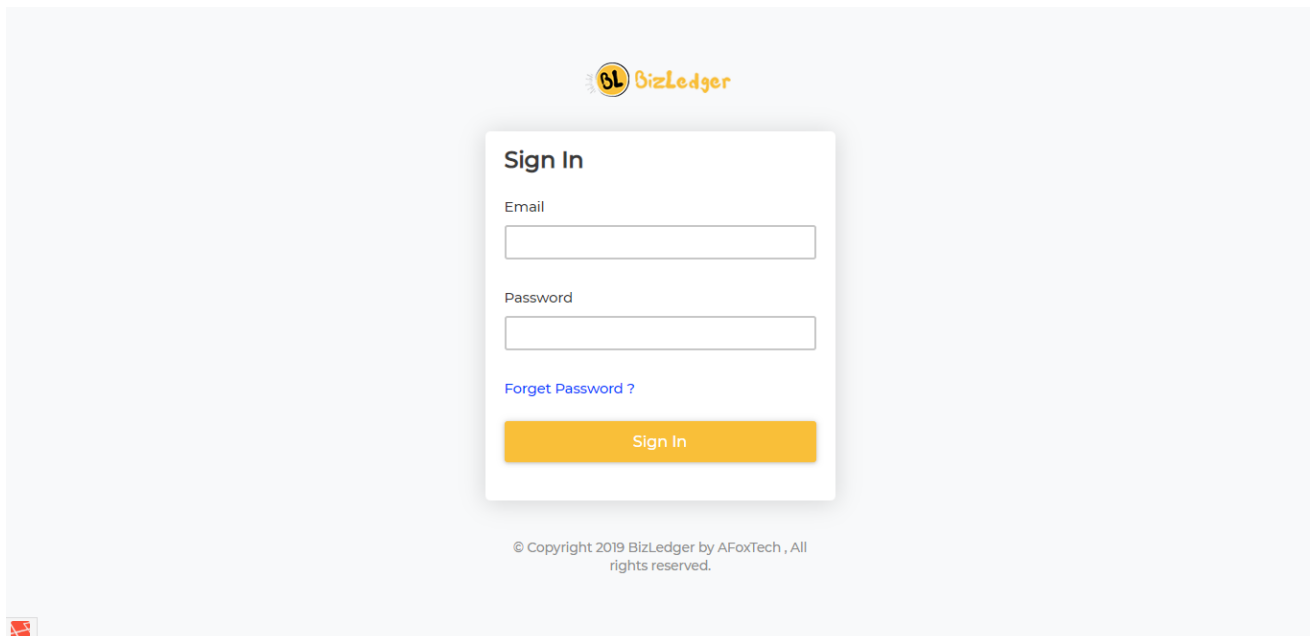 BL BizLedger
Sign In
Email
Password
Forget Password ?
Sign In
© Copyright 2019 BizLedger by AFoxTech , All
rights reserved.